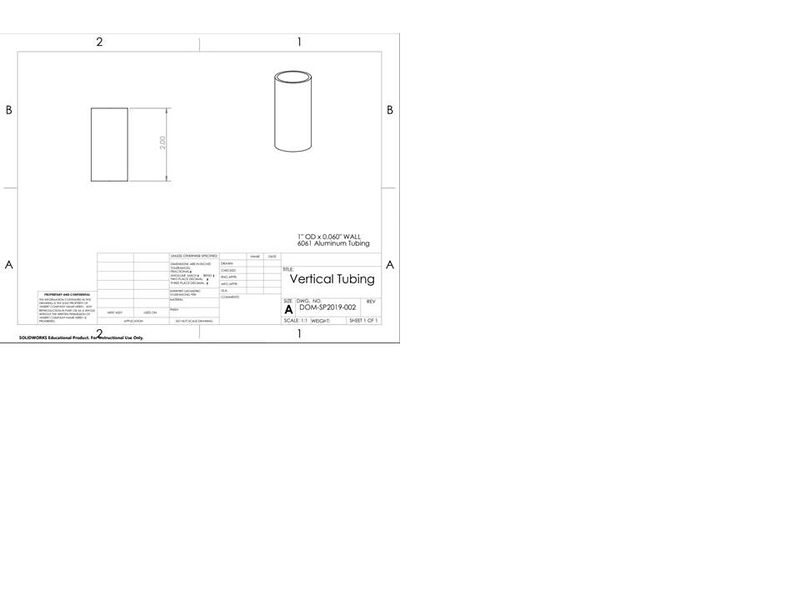 2
1
B
B
2.00
1" OD x 0.060" WALL
6061 Aluminum Tubing
A
A
UNLESS OTHERWISE SPECIFIED:
NAME
DATE
DIMENSIONS ARE IN INCHES
TOLERANCES:
FRACTIONAL±
TWO PLACE DECIMAL ±
THREE PLACE DECIMAL ±
DRAWN
CHECKED
ENG APPR.
MFG APPR.
Q.A.
COMMENTS:
INTERPRET GEOMETRIC
TOLERANCING PER:
MATERIAL
FINISH
TITLE:
Vertical Tubing
SIZE
DWG. NO.
REV
A
DOM-SP2019-002
SCALE: 1:1
WEIGHT:
SHEET 1 OF 1
PROPRIETARY AND CONFIDENTIAL
NEXT ASSY
USED ON
APPLICATION
DO NOT SCALE DRAWING
2
1
SOLIDWORKS Educational Product. For Instructional Use Only.